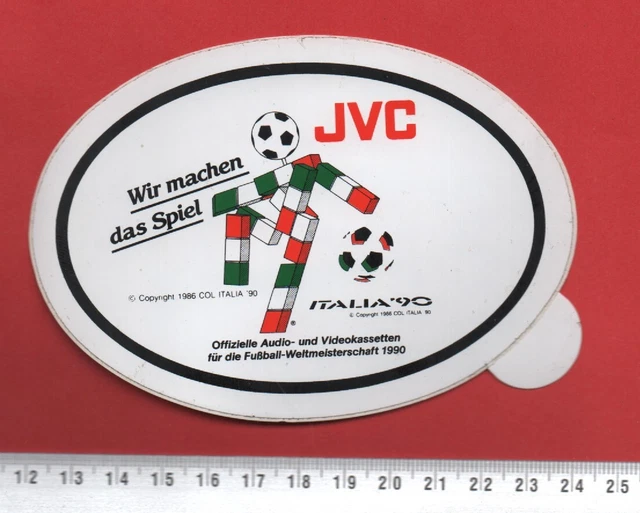 JVC
Wir machen
das Spiel
© Copyright 1986 COL ITALIA '90
ITALIA'90
© Copyright 1986 COL ITALIA '90
®
Offizielle Audio- und Videokassetten
für die Fußball-Weltmeisterschaft 1990
12 13 14 15 16 17 18 19 20 21 22 23 24 25